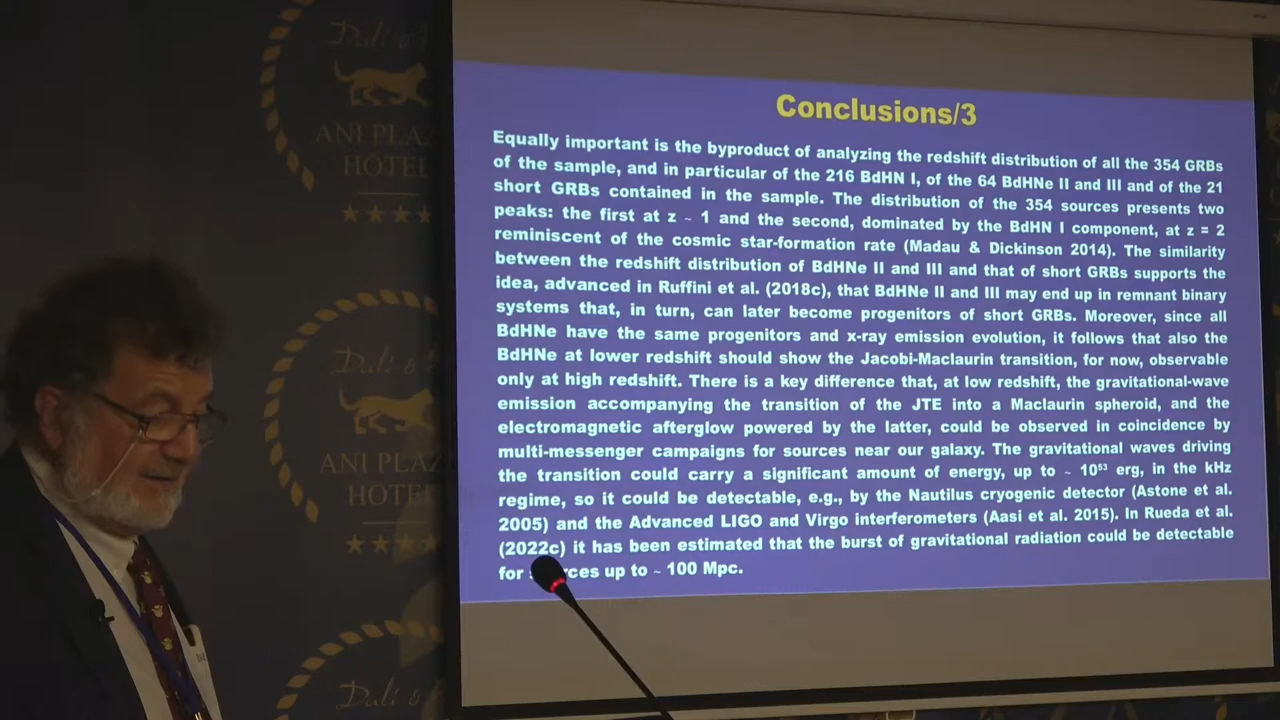 Dali &
ANI PLAZ
HOTEL
Dali &
ANI PLAZ
HOTE
Dali &
Conclusions/3
Equally important is the byproduct of analyzing the redshift distribution of all the 354 GRBs
of the sample, and in particular of the 216 BdHN I, of the 64 BdHNe II and III and of the 21
short GRBs contained in the sample. The distribution of the 354 sources presents two
peaks: the first at z ~ 1 and the second, dominated by the BdHN I component, at z = 2
reminiscent of the cosmic star-formation rate (Madau & Dickinson 2014). The similarity
between the redshift distribution of BdHNe II and III and that of short GRBs supports the
idea, advanced in Ruffini et al. (2018c), that BdHNe II and III may end up in remnant binary
systems that, in turn, can later become progenitors of short GRBs. Moreover, since all
BdHNe have the same progenitors and x-ray emission evolution, it follows that also the
BdHNe at lower redshift should show the Jacobi-Maclaurin transition, for now, observable
only at high redshift. There is a key difference that, at low redshift, the gravitational-wave
emission accompanying the transition of the JTE into a Maclaurin spheroid, and the
electromagnetic afterglow powered by the latter, could be observed in coincidence by
multi-messenger campaigns for sources near our galaxy. The gravitational waves driving
the transition could carry a significant amount of energy, up to ~ 10⁵³ erg, in the kHz
regime, so it could be detectable, e.g., by the Nautilus cryogenic detector (Astone et al.
2005) and the Advanced LIGO and Virgo interferometers (Aasi et al. 2015). In Rueda et al.
(2022c) it has been estimated that the burst of gravitational radiation could be detectable
for s rces up to ~ 100 Mpc.